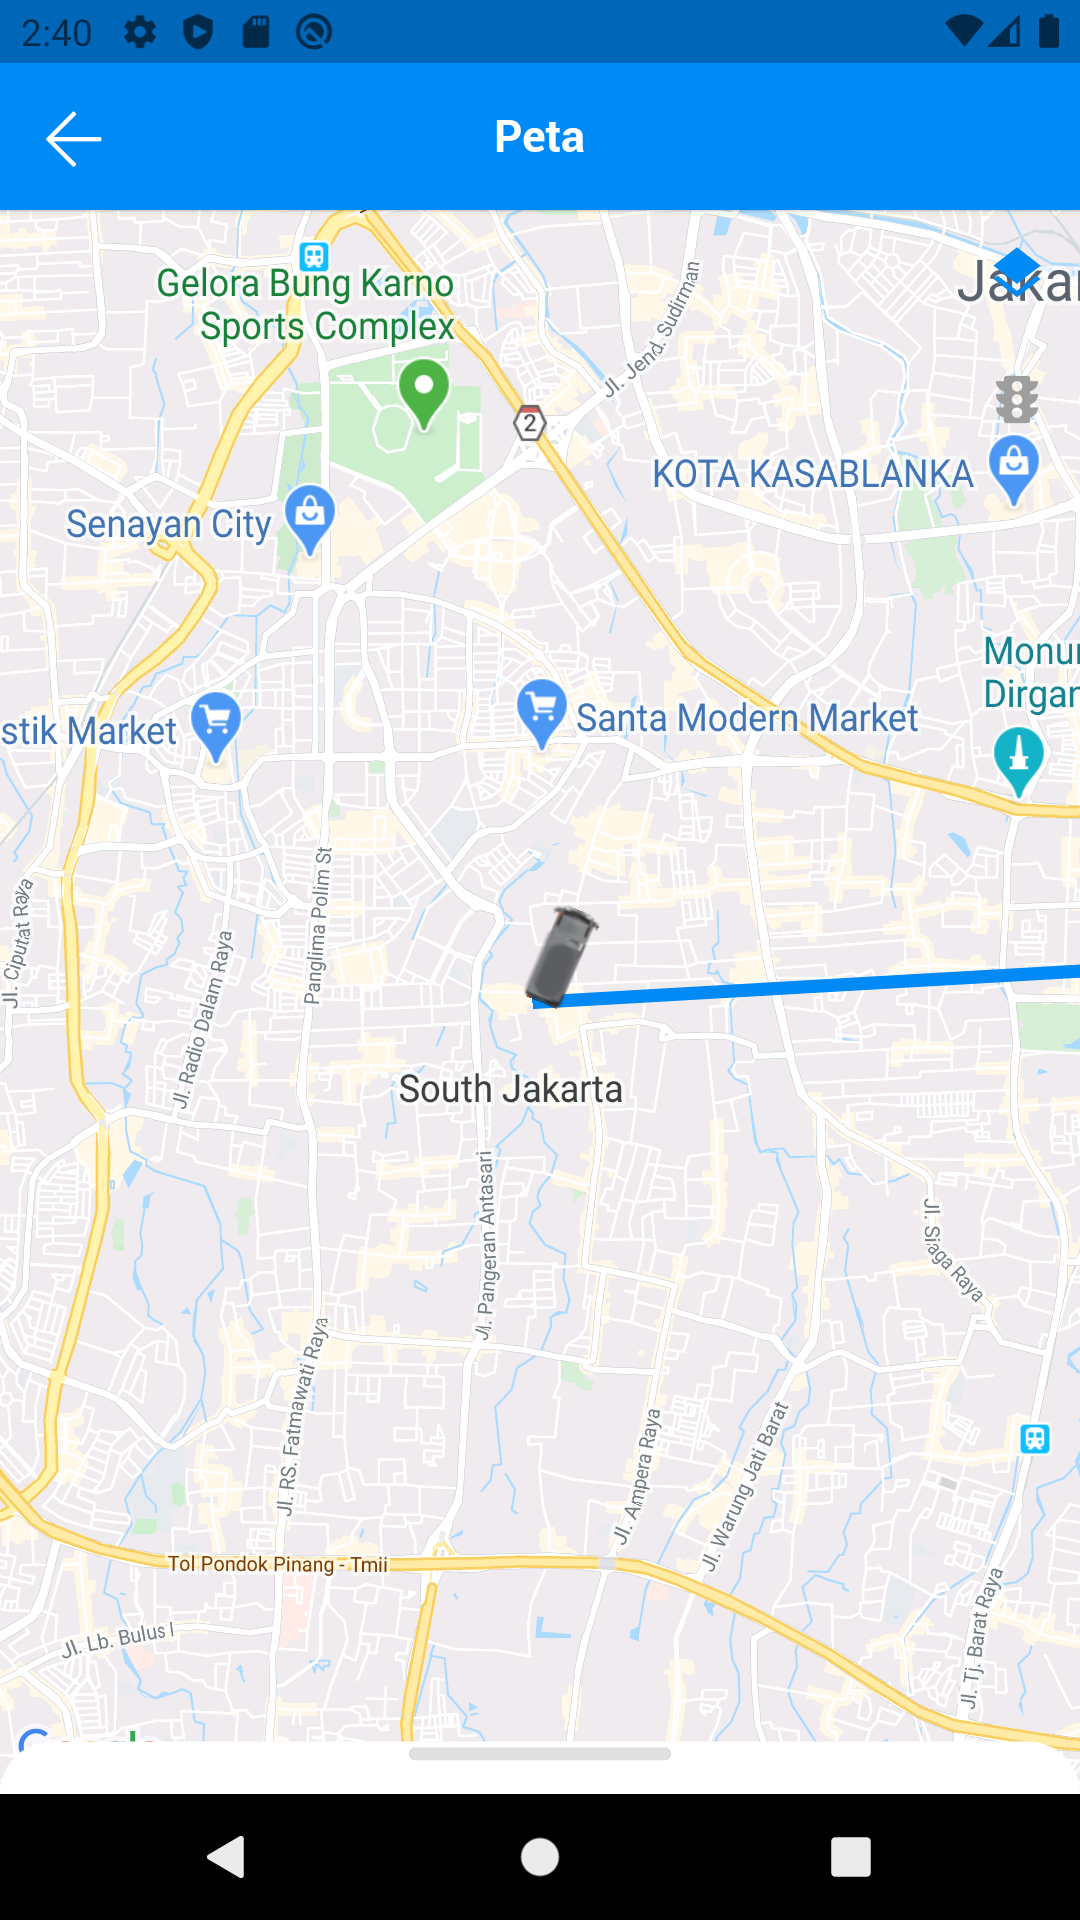 2:40
Peta
Gelora Bung Karno
Sports Complex
Jl. Jend. Sudirman
2
KOTA KASABLANKA
Senayan City
Santa Modern Market
stik Market
Panglima Polim St
Jl. Ciputat Raya
Jl. Radio Dalam Raya
South Jakarta
Jl. Pangeran Antasari
Jl. Siaga Raya
Jl. RS. Fatmawati Raya
Jl. Ampera Raya
Jl. Warung Jati Barat
Tol Pondok Pinang - Tmii
Jl. Lb. Bulus I
Jl. Tj. Barat Raya